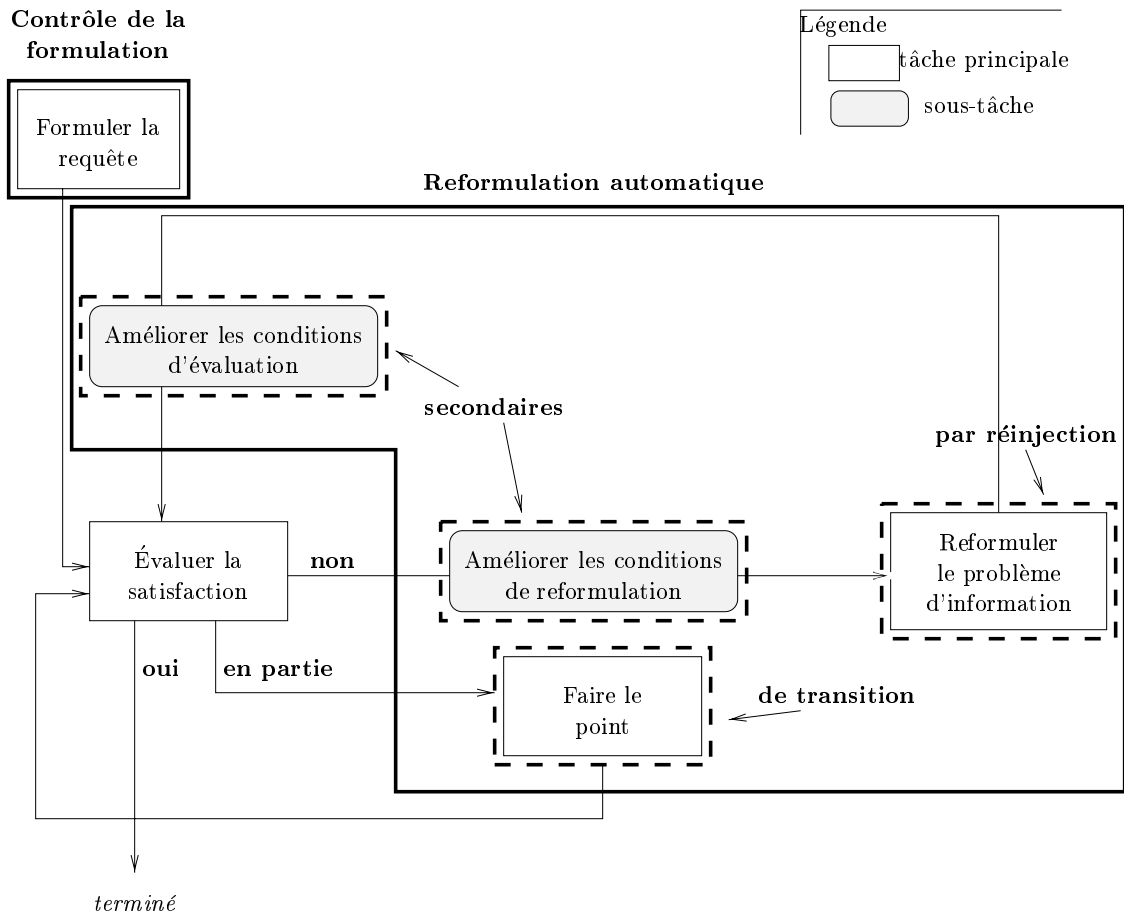 Contrôle de la
formulation
Légende
tâche principale
sous-tâche
Formuler la
requête
Reformulation automatique
Améliorer les conditions
d'évaluation
secondaires
par réinjection
Évaluer la
satisfaction
non
Améliorer les conditions
de reformulation
Reformuler
le problème
d'information
oui
en partie
Faire le
point
de transition
terminé